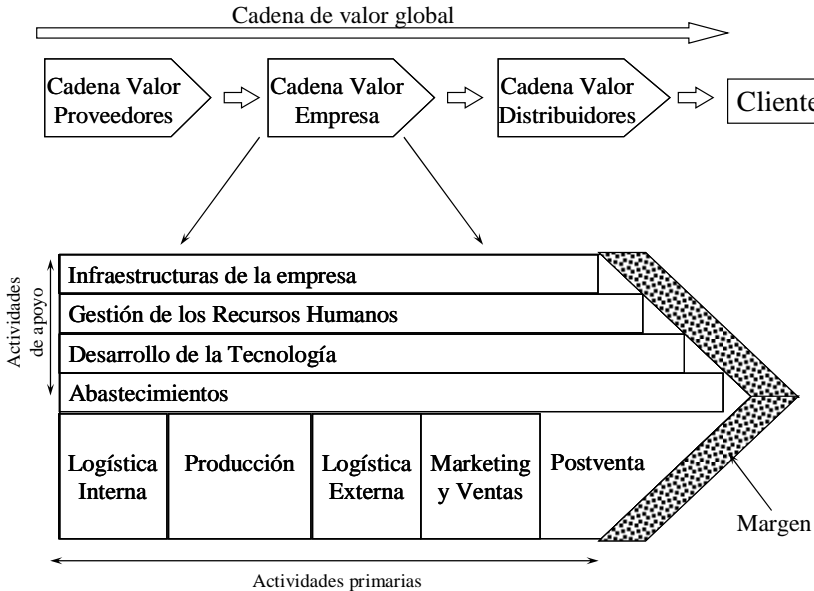 Cadena de valor global
Cadena Valor
Proveedores
Cadena Valor
Empresa
Cadena Valor
Distribuidores
Cliente
Actividades
de apoyo
Infraestructuras de la empresa
Gestión de los Recursos Humanos
Desarrollo de la Tecnología
Abastecimientos
Logística
Interna
Producción
Logística
Externa
Marketing
y Ventas
Postventa
Margen
Actividades primarias